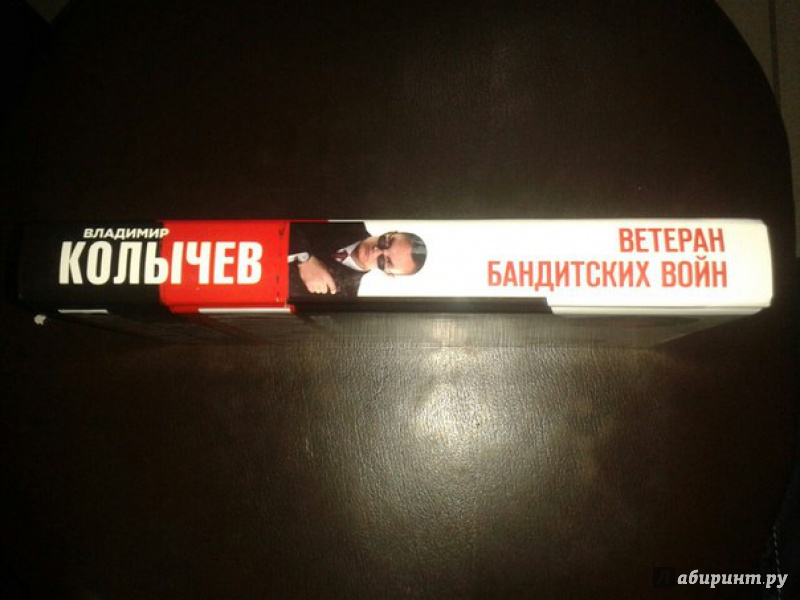 ВЛАДИМИР
КОЛЫЧЕВ
ВЕТЕРАН
БАНДИТСКИХ ВОЙН
Лабиринт.ру